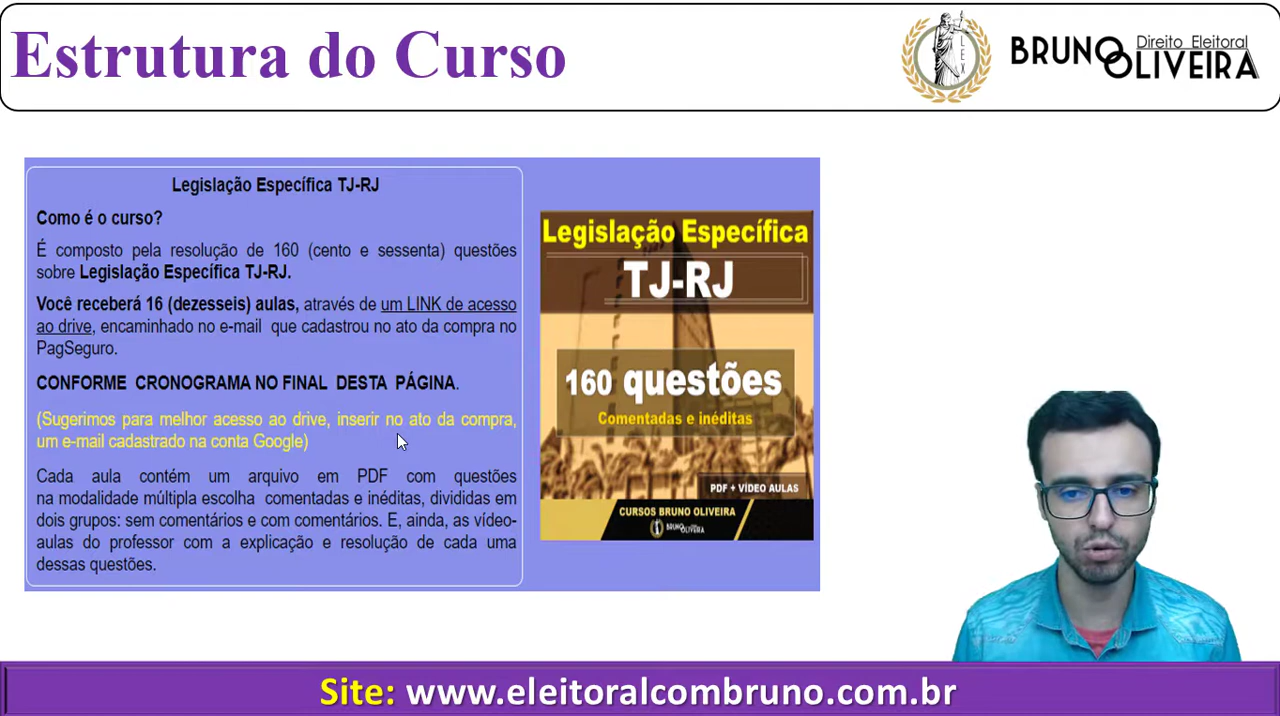 Estrutura do Curso
Direito Eleitoral
BRUNO
OLIVEIRA
LEX
Legislação Específica TJ-RJ
Como é o curso?
É composto pela resolução de 160 (cento e sessenta) questões
sobre Legislação Específica TJ-RJ.
Você receberá 16 (dezesseis) aulas, através de um LINK de acesso
ao drive, encaminhado no e-mail que cadastrou no ato da compra no
PagSeguro.
CONFORME CRONOGRAMA NO FINAL DESTA PÁGINA.
(Sugerimos para melhor acesso ao drive, inserir no ato da compra,
um e-mail cadastrado na conta Google)
Cada aula contém um arquivo em PDF com questões
na modalidade múltipla escolha comentadas e inéditas, divididas em
dois grupos: sem comentários e com comentários. E, ainda, as vídeo-
aulas do professor com a explicação e resolução de cada uma
dessas questões.
Legislação Específica
TJ-RJ
160 questões
Comentadas e inéditas
PDF + VÍDEO AULAS
CURSOS BRUNO OLIVEIRA
BRUNO
OLIVEIRA
Site: www.eleitoralcombruno.com.br